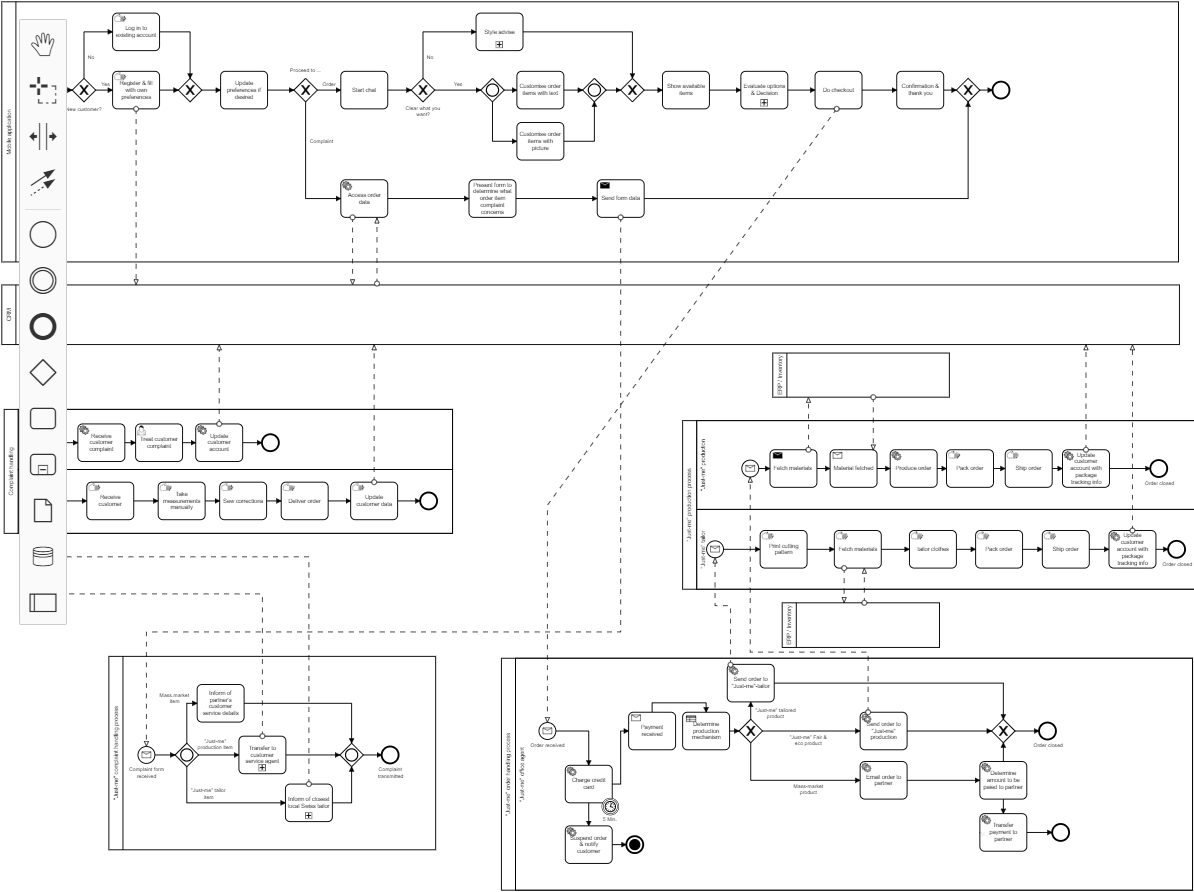 Mobile application
Log in to
existing account
No
Yes
Register & fill
with own
preferences
New customer?
Update
preferences if
desired
Proceed to ...
Order
Complaint
Start chat
No
Yes
Clear what you
want?
Style advise
Customise order
items with text
Customise order
items with
picture
Show available
items
Evaluate options
& Decision
Do checkout
Confirmation &
thank you
Access order
data
Present form to
determine what
order item
complaint
concerns
Send form data
CRM
Complaint handling
Receive
customer
complaint
Treat customer
complaint
Update
customer
account
Receive
customer
Take
measurements
manually
Sew corrections
Deliver order
Update
customer data
ERP / Inventory
"Just-me" production process
"Just-me" production
Fetch materials
Material fetched
Produce order
Pack order
Ship order
Update
customer
account with
package
tracking info
Order closed
"Just-me" tailor
Print cutting
pattern
Fetch materials
Tailor clothes
Pack order
Ship order
Update
customer
account with
package
tracking info
Order closed
ERP / Inventory
"Just-me" complaint handling process
Complaint form
received
Mass market
item
"Just-me"
production item
"Just-me" tailor
item
Inform of
partner's
customer
service details
Transfer to
customer
service agent
Inform of closest
local Swiss tailor
Complaint
transmitted
"Just-me" order handling process
"Just-me" office agent
Order received
Charge credit
card
5 Min.
Suspend order
& notify
customer
Payment
received
Determine
production
mechanism
Send order to
"Just-me"-tailor
"Just-me" tailored
product
"Just-me" Fair &
eco product
Mass-market
product
Send order to
"Just-me"
production
Email order to
partner
Determine
amount to be
paid to partner
Transfer
payment to
partner
Order closed